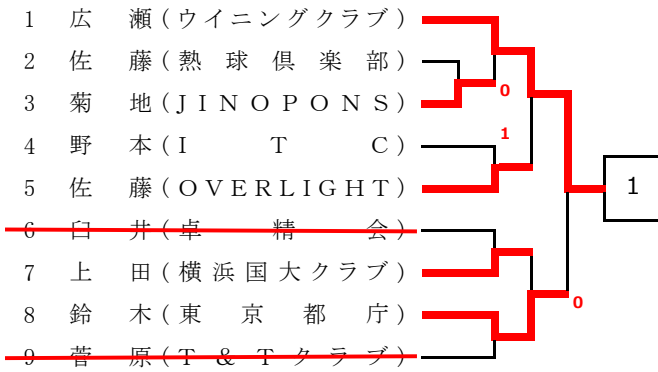 1 広 瀬(ウイニングクラブ)
2 佐 藤(熱球倶楽部)
0
3 菊 地(JINOPONS)
1
4 野 本(ITC)
5 佐 藤(OVERLIGHT)
1
6 臼 井(卓精会)
7 上 田(横浜国大クラブ)
0
8 鈴 木(東京都庁)
9 菅 原(T&Tクラブ)